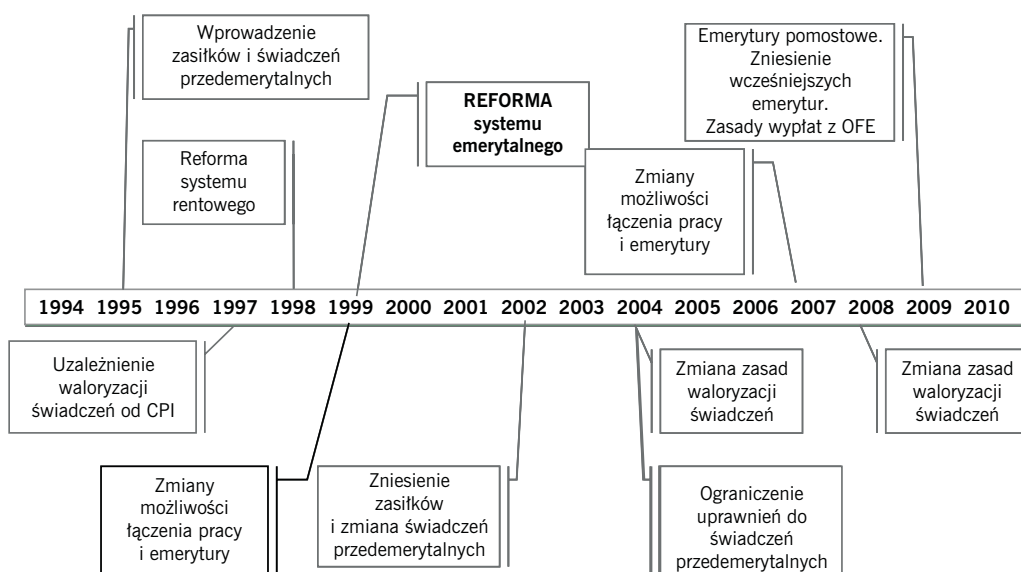 Wprowadzenie
zasiłków i świadczeń
przedemerytalnych
Emerytury pomostowe.
Zniesienie
wcześniejszych
emerytur.
Zasady wypłat z OFE
REFORMA
systemu
emerytalnego
Reforma
systemu
rentowego
Zmiany
możliwości
łączenia pracy
i emerytury
1994 1995 1996 1997 1998 1999 2000 2001 2002 2003 2004 2005 2006 2007 2008 2009 2010
Uzależnienie
waloryzacji
świadczeń od CPI
Zmiana zasad
waloryzacji
świadczeń
Zmiana zasad
waloryzacji
świadczeń
Zmiany
możliwości
łączenia pracy
i emerytury
Zniesienie
zasiłków
i zmiana świadczeń
przedemerytalnych
Ograniczenie
uprawnień do
świadczeń
przedemerytalnych